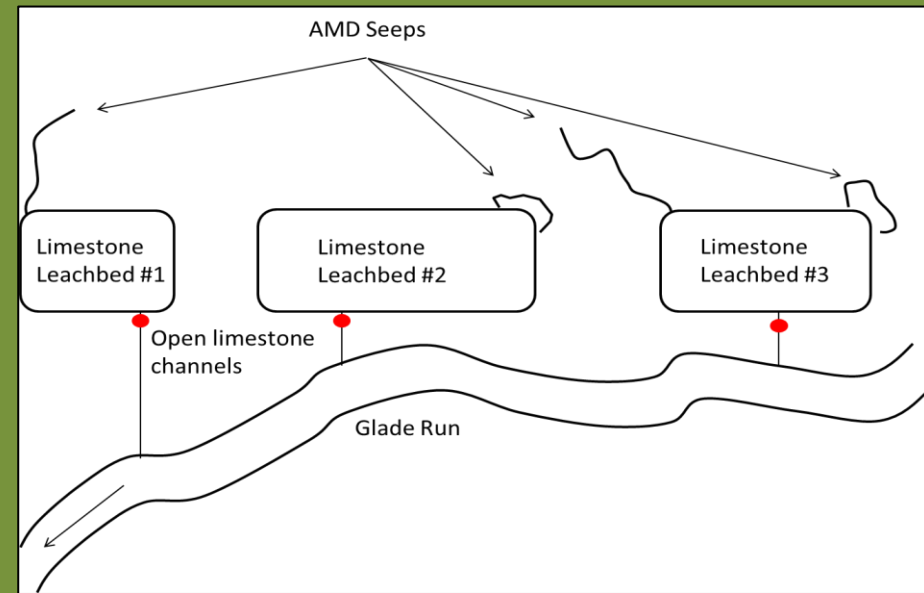 AMD Seeps
Limestone
Leachbed #1
Limestone
Leachbed #2
Limestone
Leachbed #3
Open limestone
channels
Glade Run